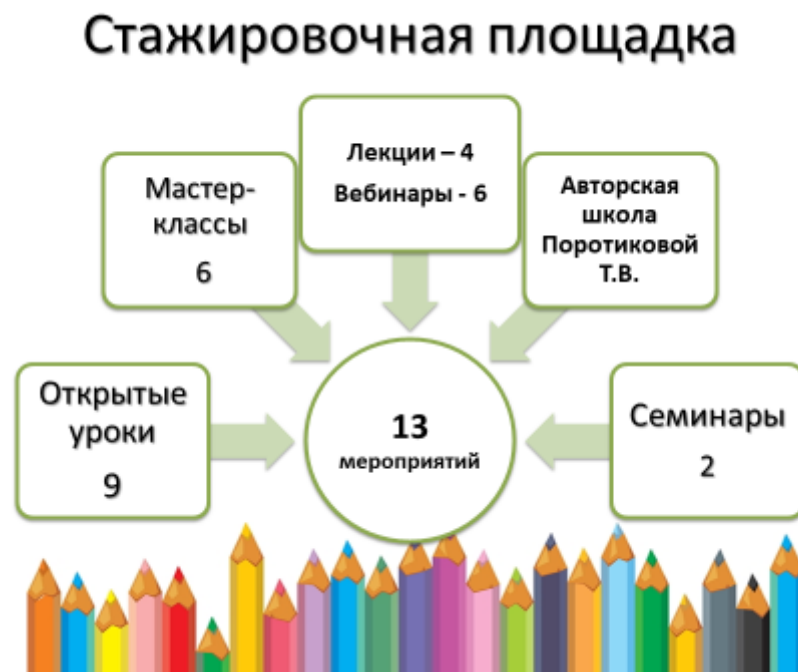 Стажировочная площадка
Открытые
уроки
9
Мастер-
классы
6
Лекции – 4
Вебинары - 6
Авторская
школа
Поротиковой
Т.В.
Семинары
2
13
мероприятий